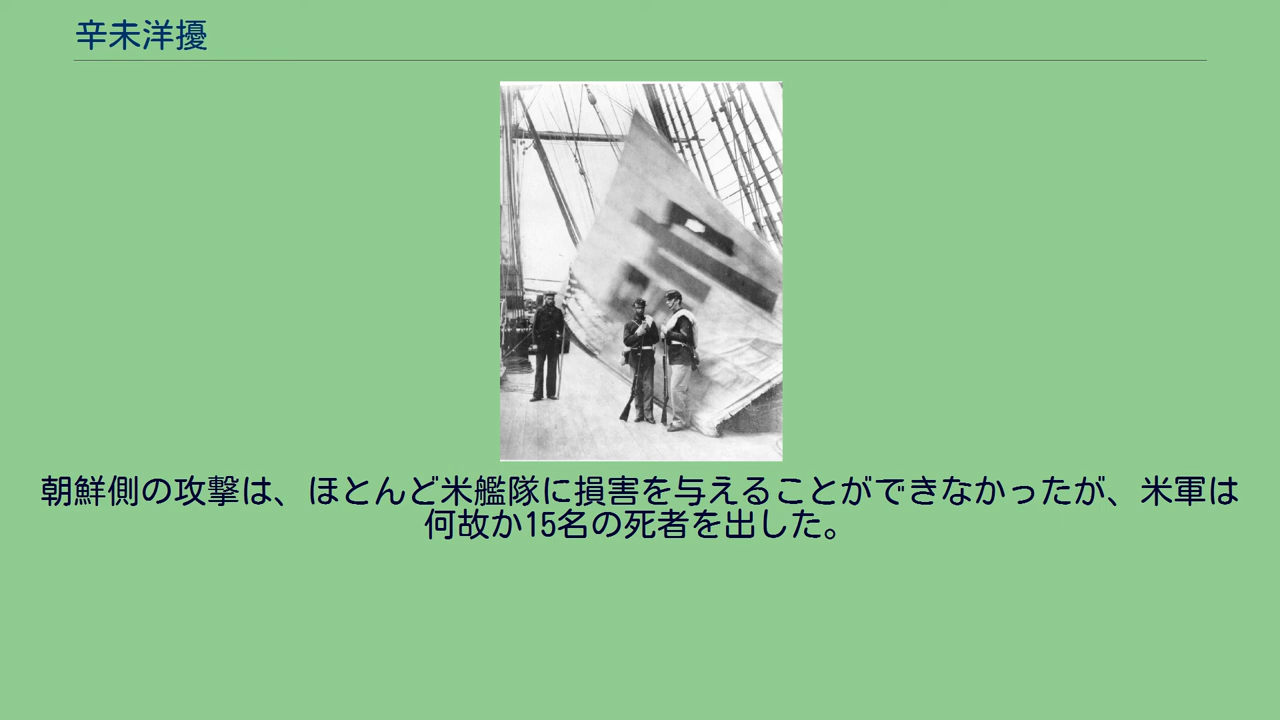 辛未洋擾
朝鮮側の攻撃は、ほとんど米艦隊に損害を与えることができなかったが、米軍は
何故か15名の死者を出した。